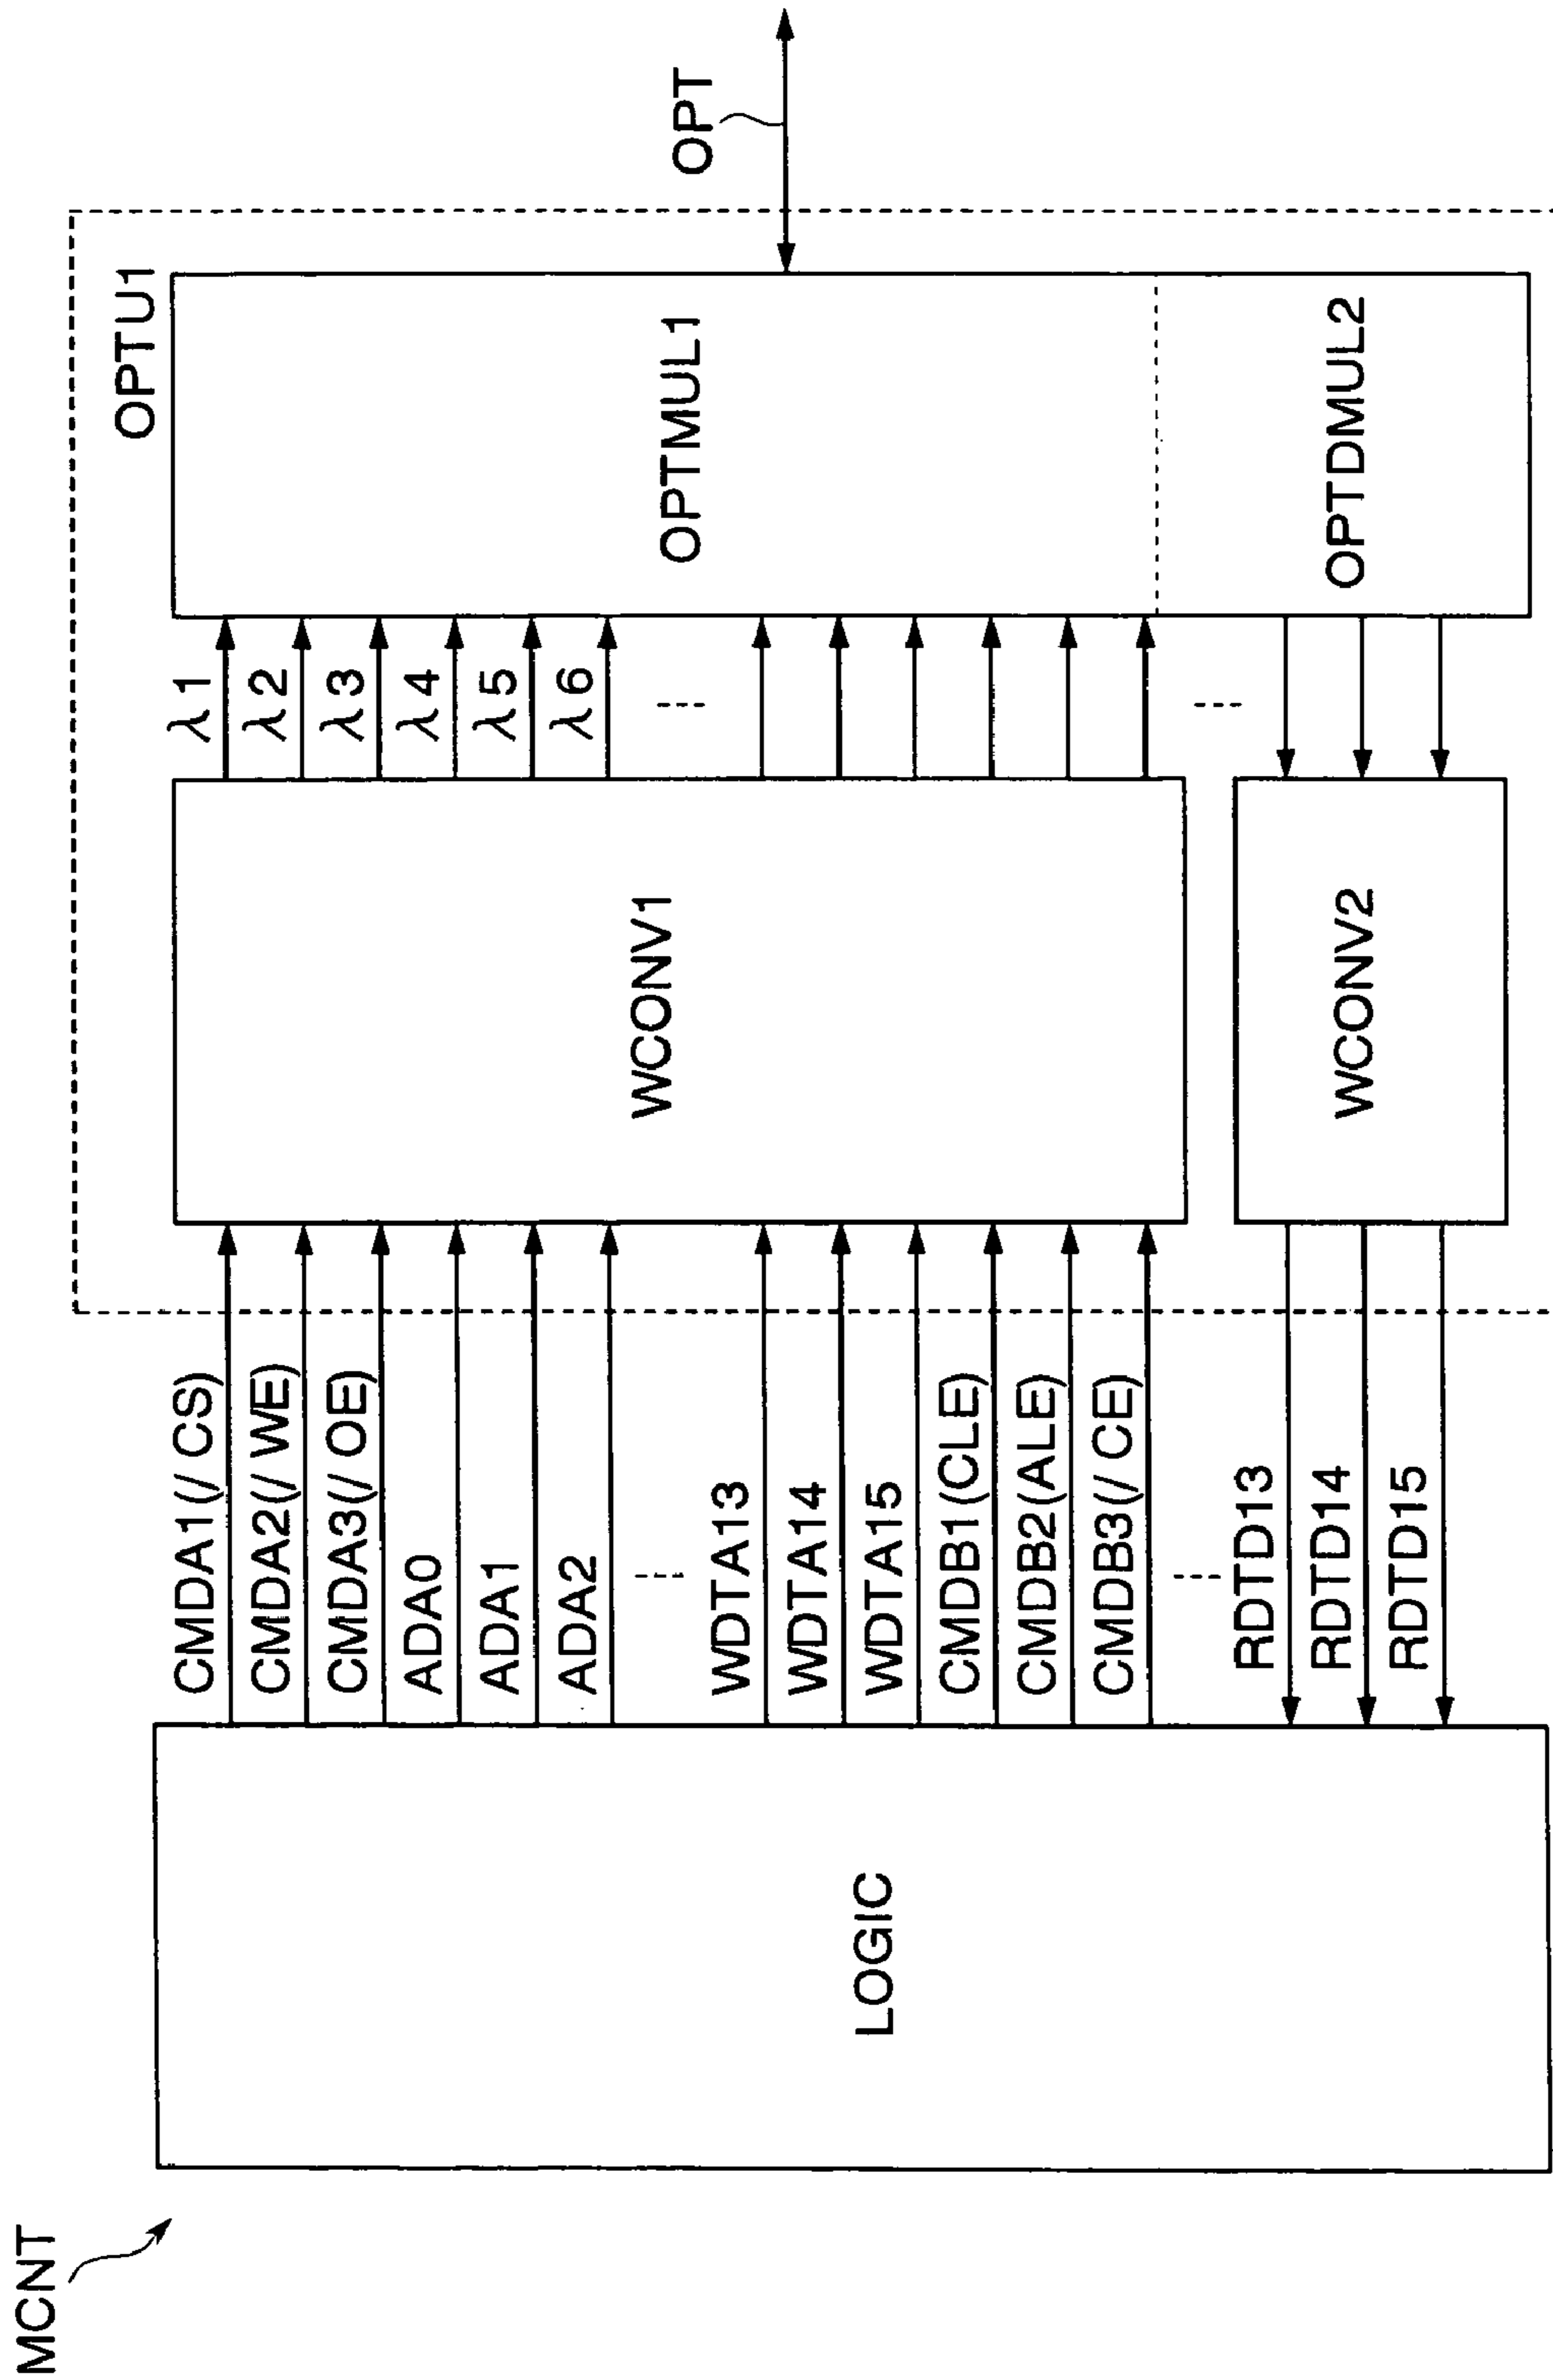 MCNT
LOGIC
CMDA1(/ CS)
CMDA2(/ WE)
CMDA3(/ OE)
ADA0
ADA1
ADA2
WDTA13
WDTA14
WDTA15
CMDB1(CLE)
CMDB2(ALE)
CMDB3(/ CE)
RDTD13
RDTD14
RDTD15
WCONV1
WCONV2
λ1
λ2
λ3
λ4
λ5
λ6
OPTU1
OPTMUL1
OPTDMUL2
OPT